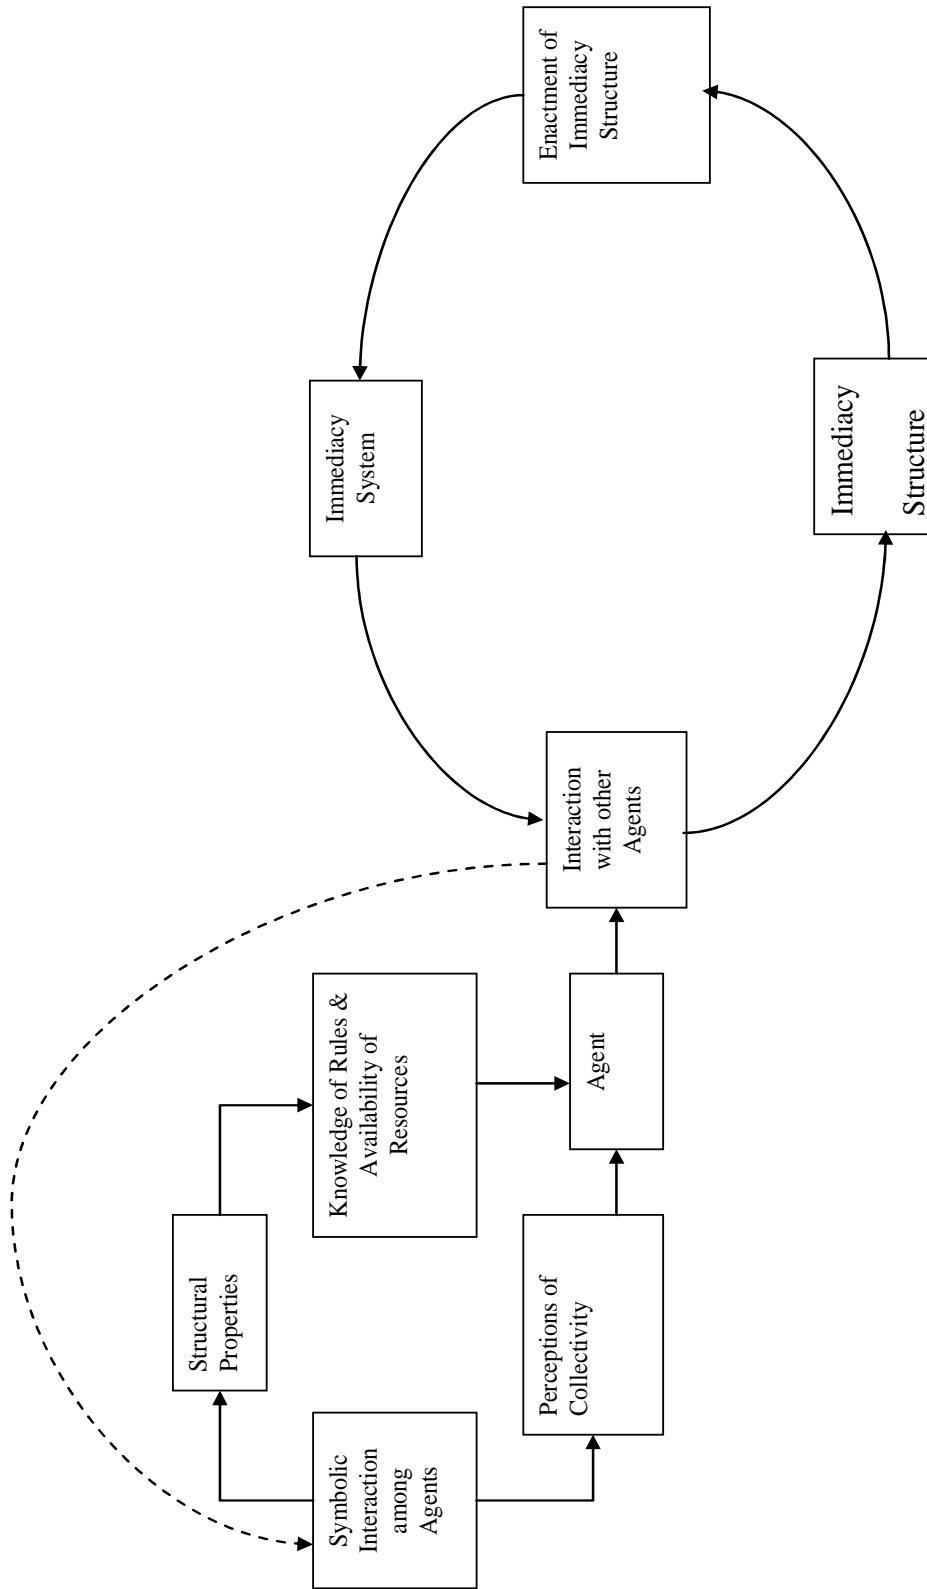 Symbolic
Interaction
among
Agents
Structural
Properties
Perceptions of
Collectivity
Knowledge of Rules &
Availability of
Resources
Agent
Interaction
with other
Agents
Immediacy
System
Immediacy
Structure
Enactment of
Immediacy
Structure